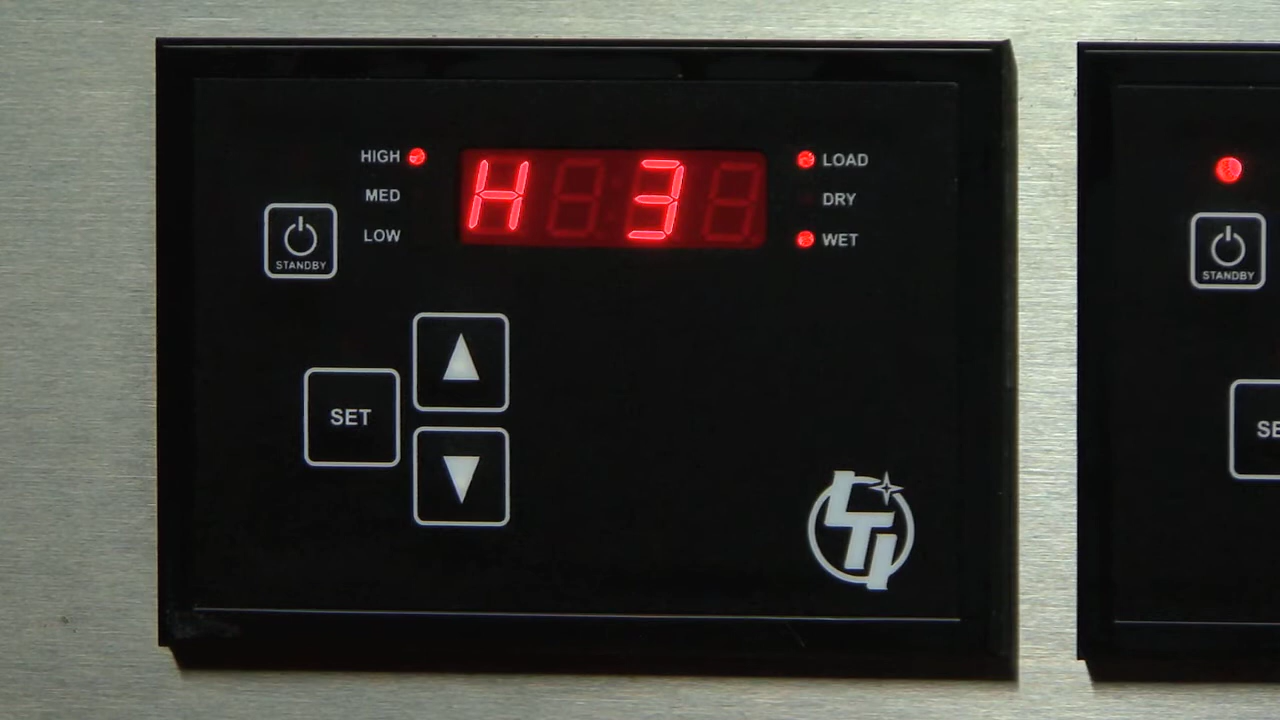 HIGH
MED
LOW
STANDBY
H 3
LOAD
DRY
WET
SET
LTI
STANDBY
SE